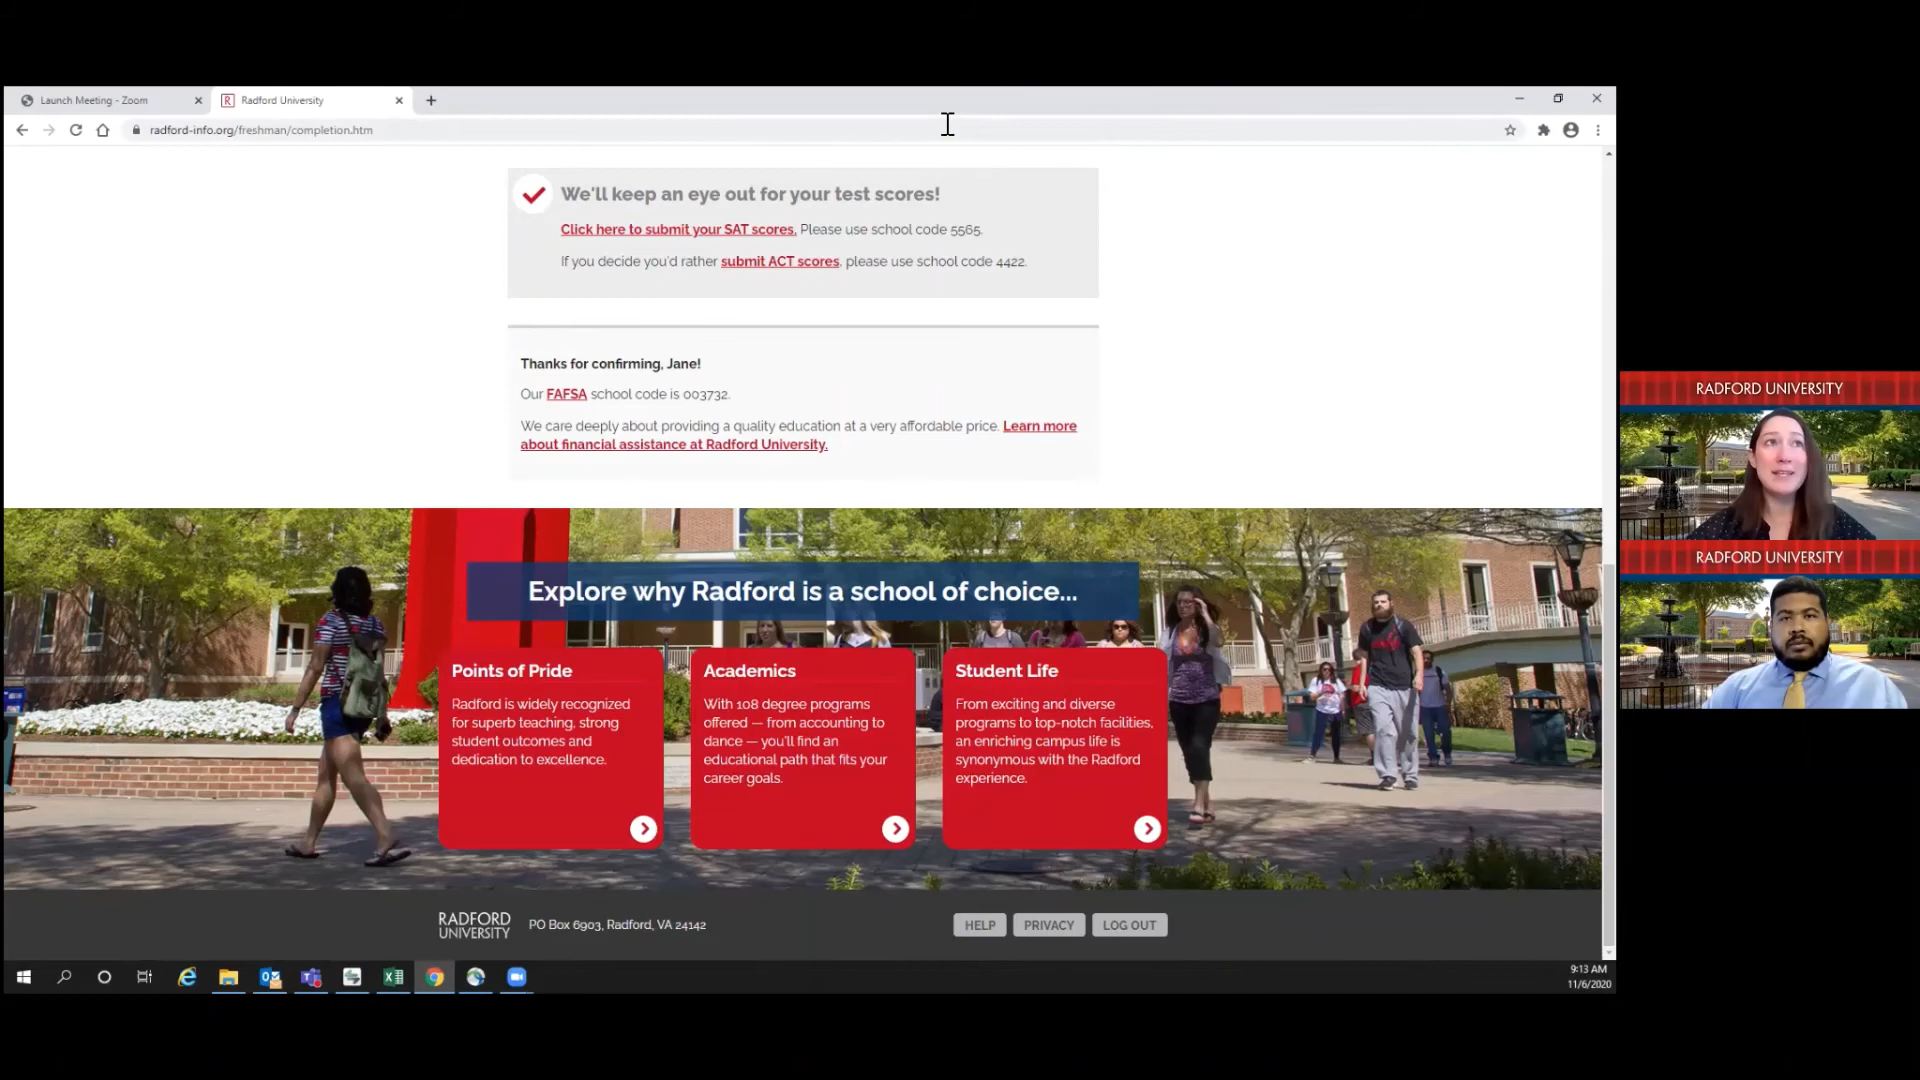 Launch Meeting - Zoom
Radford University
radford-info.org/freshman/completion.htm
We'll keep an eye out for your test scores!
Click here to submit your SAT scores. Please use school code 5565.
If you decide you'd rather submit ACT scores, please use school code 4422.
Thanks for confirming, Jane!
Our FAFSA school code is 003732.
We care deeply about providing a quality education at a very affordable price. Learn more
about financial assistance at Radford University.
RADFORD UNIVERSITY
RADFORD UNIVERSITY
Explore why Radford is a school of choice...
Points of Pride
Radford is widely recognized
for superb teaching, strong
student outcomes and
dedication to excellence.
Academics
With 108 degree programs
offered — from accounting to
dance — you'll find an
educational path that fits your
career goals.
Student Life
From exciting and diverse
programs to top-notch facilities,
an enriching campus life is
synonymous with the Radford
experience.
RADFORD
UNIVERSITY
PO Box 6903, Radford, VA 24142
HELP
PRIVACY
LOG OUT
9:13 AM
11/6/2020